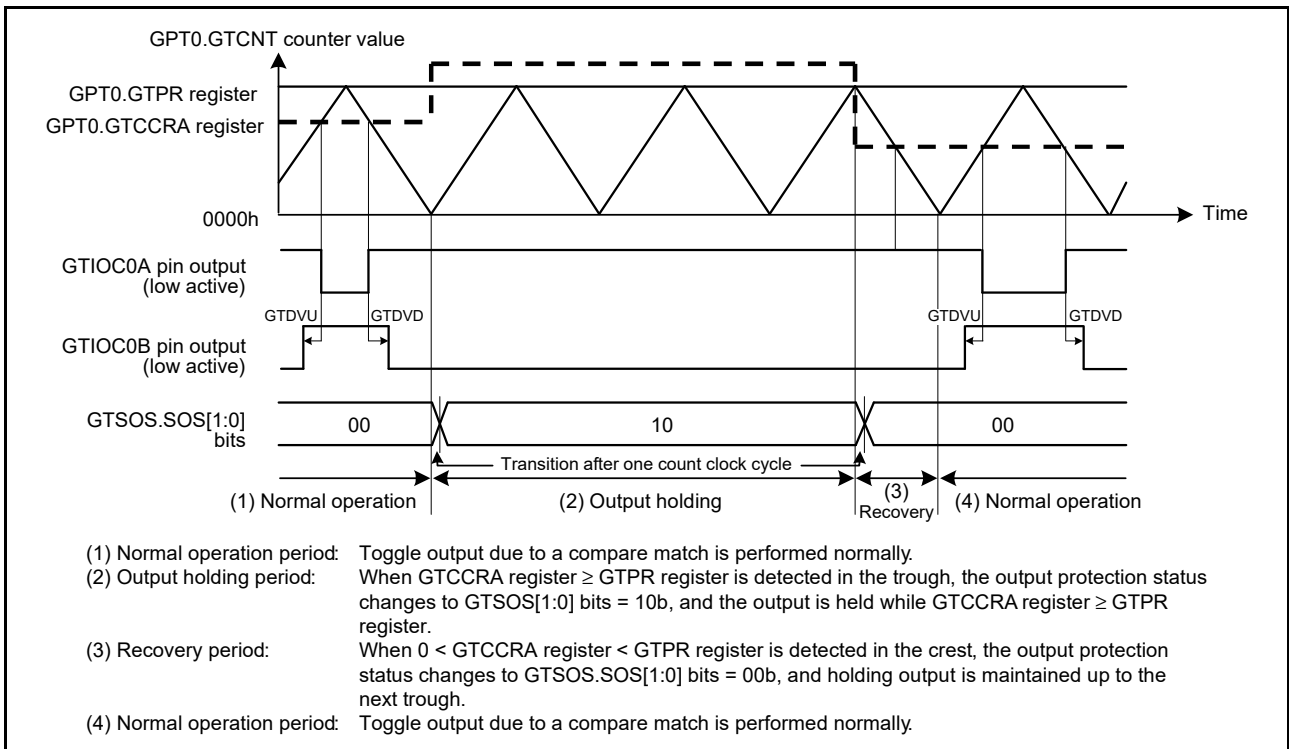 GPT0.GTCNT counter value
GPT0.GTPR register
GPT0.GTCCRA register
0000h
Time
GTIOC0A pin output
(low active)
GTDVU GTDVD GTDVU GTDVD
GTIOC0B pin output
(low active)
GTSOS.SOS[1:0]
bits
00 10 00
Transition after one count clock cycle
(1) Normal operation (2) Output holding (3) Recovery (4) Normal operation
(1) Normal operation period: Toggle output due to a compare match is performed normally.
(2) Output holding period: When GTCCRA register ≥ GTPR register is detected in the trough, the output protection status
changes to GTSOS[1:0] bits = 10b, and the output is held while GTCCRA register ≥ GTPR
register.
(3) Recovery period: When 0 < GTCCRA register < GTPR register is detected in the crest, the output protection
status changes to GTSOS.SOS[1:0] bits = 00b, and holding output is maintained up to the
next trough.
(4) Normal operation period: Toggle output due to a compare match is performed normally.